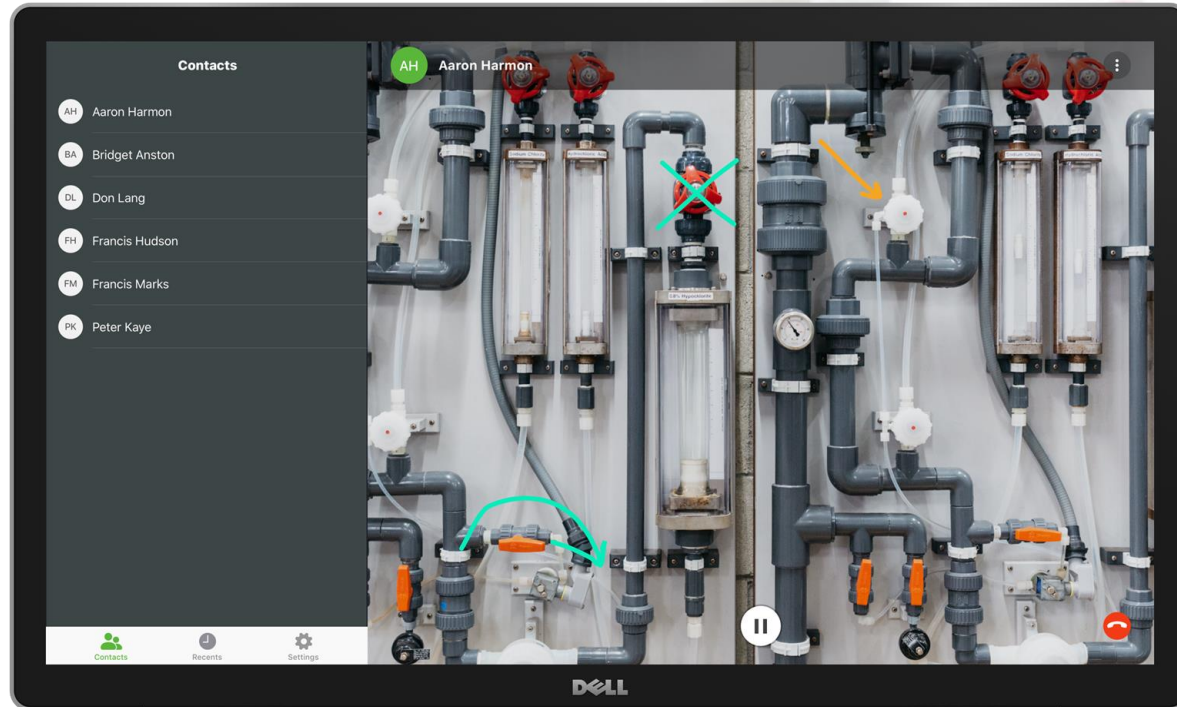 Contacts
AH Aaron Harmon
BA Bridget Anston
DL Don Lang
FH Francis Hudson
FM Francis Marks
PK Peter Kaye
Contacts
Recents
Settings
AH Aaron Harmon
DELL